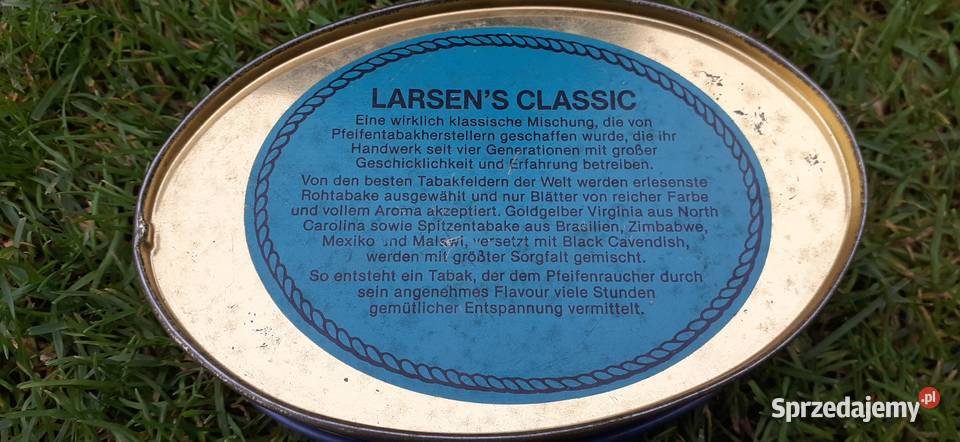 LARSEN'S CLASSIC
Eine wirklich klassische Mischung, die von
Pfeifentabakherstellern geschaffen wurde, die ihr
Handwerk seit vier Generationen mit großer
Geschicklichkeit und Erfahrung betreiben.
Von den besten Tabakfeldern der Welt werden erlesenste
Rohtabake ausgewählt und nur Blätter von reicher Farbe
und vollem Aroma akzeptiert. Goldgelber Virginia aus North
Carolina sowie Spitzentabake aus Brasilien, Zimbabwe,
Mexiko und Malawi, versetzt mit Black Cavendish,
werden mit größter Sorgfalt gemischt.
So entsteht ein Tabak, der dem Pfeifenraucher durch
sein angenehmes Flavour viele Stunden
gemütlicher Entspannung vermittelt.
Sprzedajemy.pl